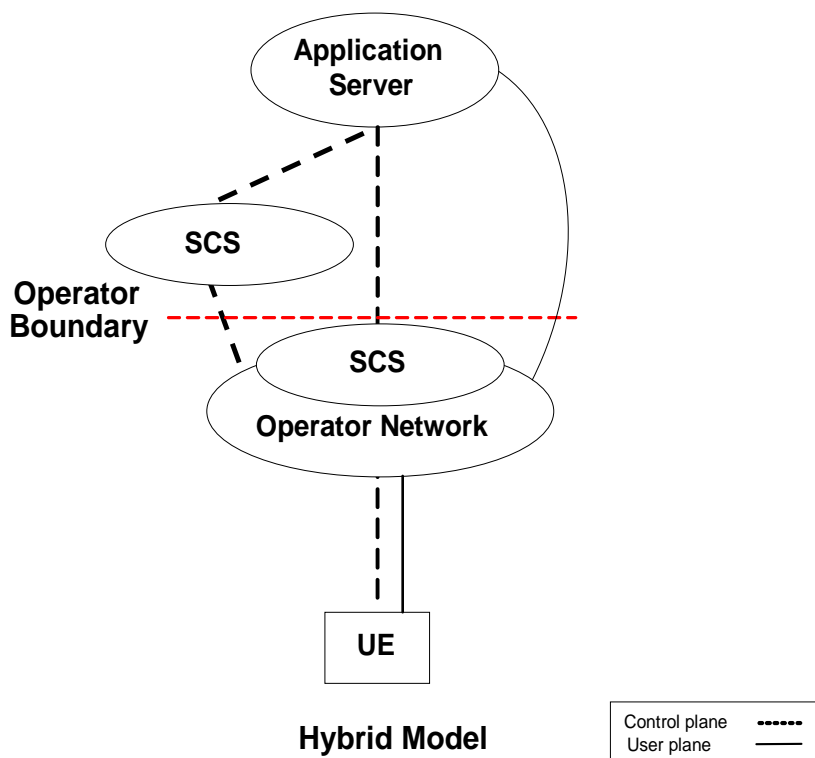 Application
Server
SCS
Operator
Boundary
SCS
Operator Network
UE
Hybrid Model
Control plane
User plane